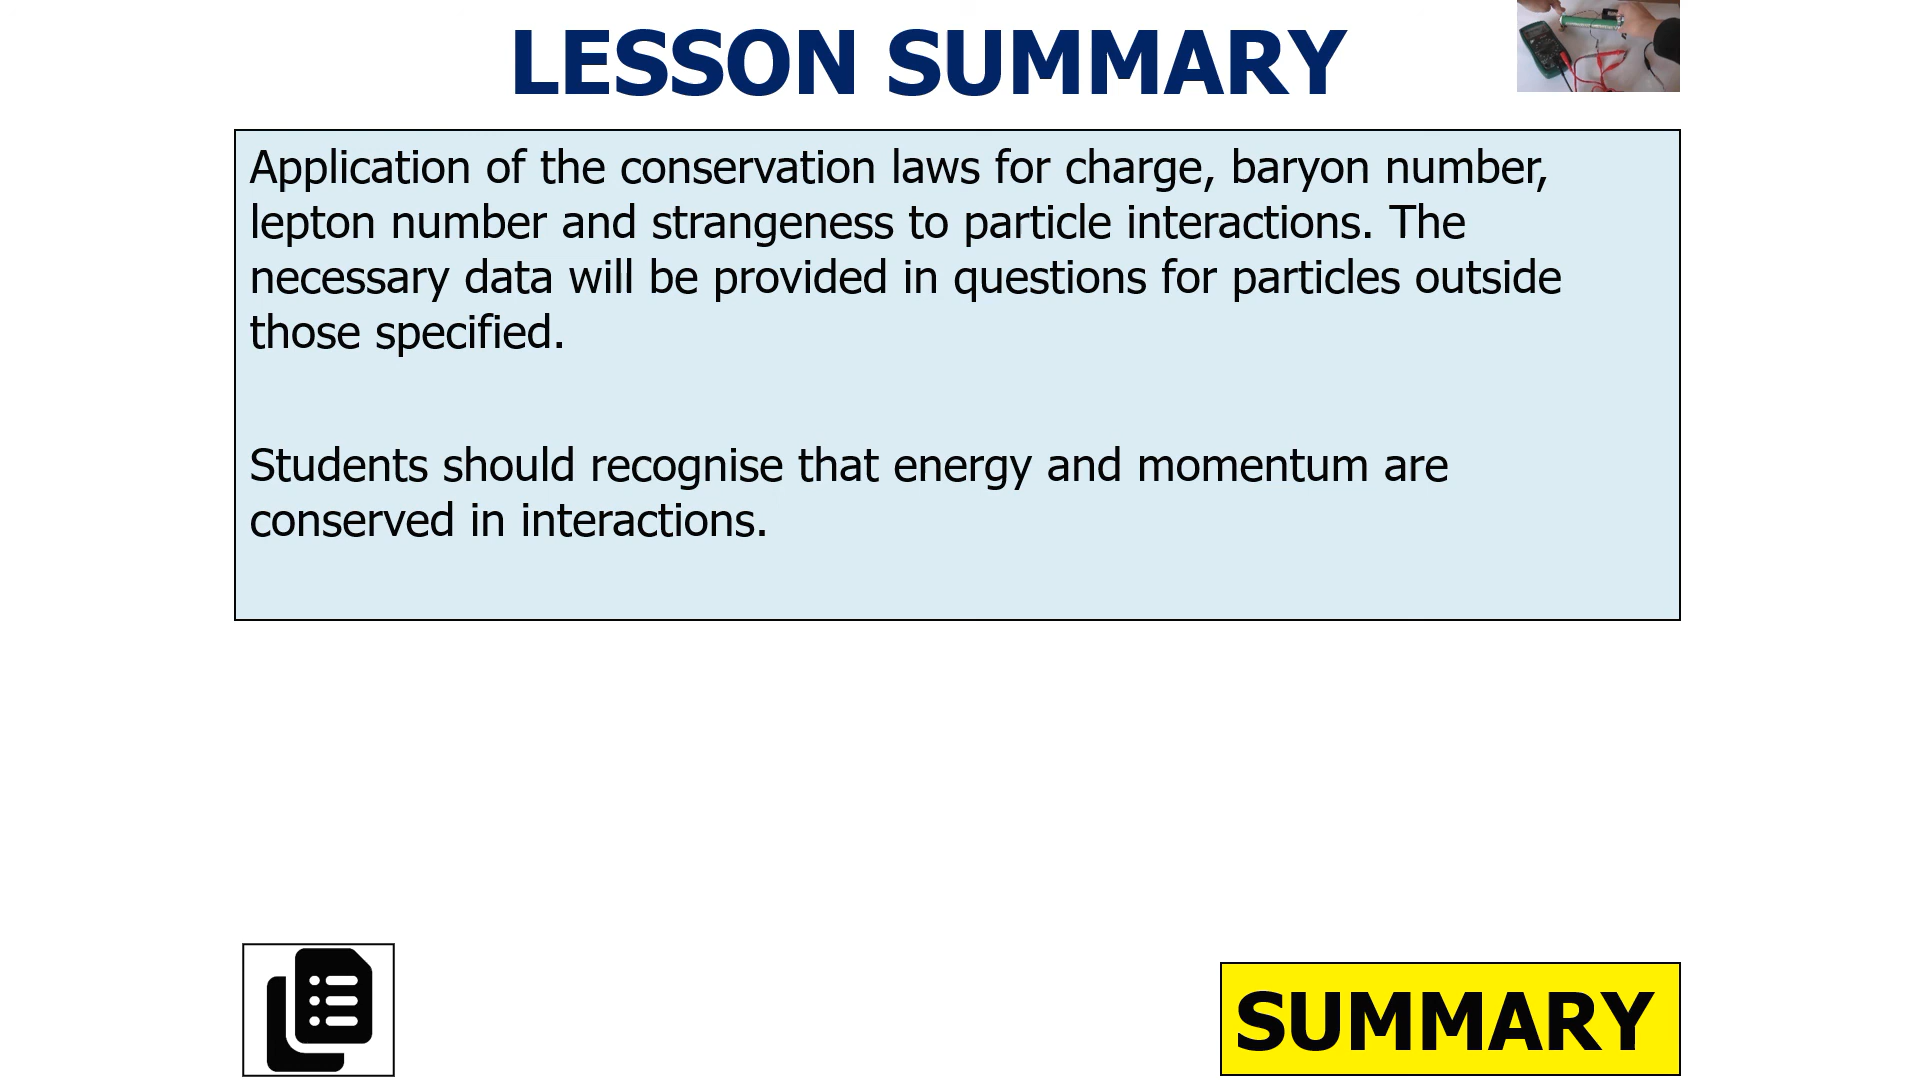 LESSON SUMMARY
Application of the conservation laws for charge, baryon number,
lepton number and strangeness to particle interactions. The
necessary data will be provided in questions for particles outside
those specified.
Students should recognise that energy and momentum are
conserved in interactions.
SUMMARY